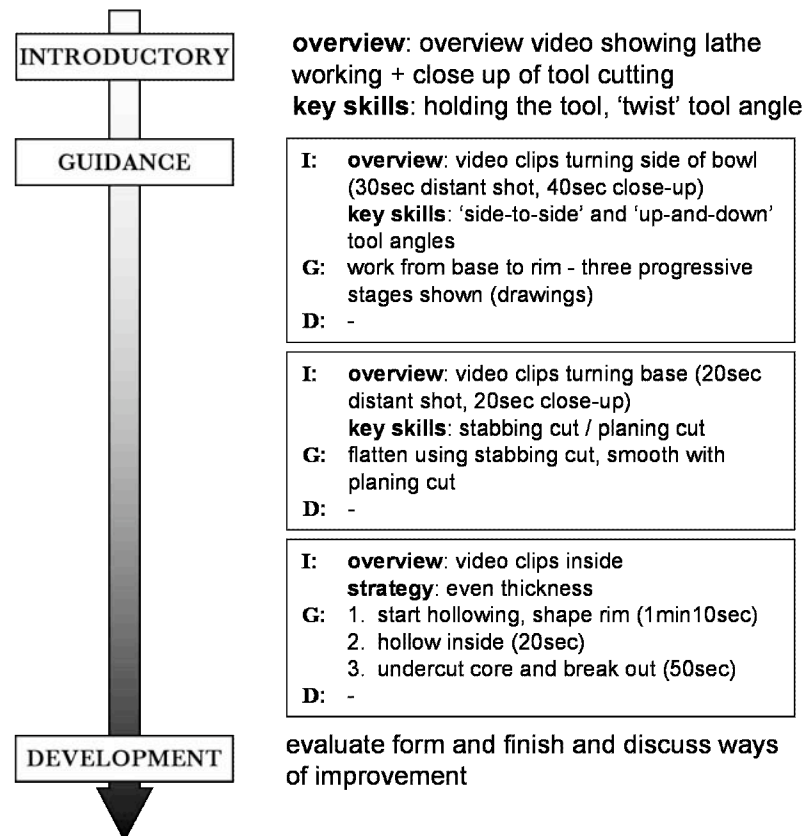 INTRODUCTORY
overview: overview video showing lathe
working + close up of tool cutting
key skills: holding the tool, ‘twist’ tool angle
GUIDANCE
I: overview: video clips turning side of bowl
(30sec distant shot, 40sec close-up)
key skills: ‘side-to-side’ and ‘up-and-down’
tool angles
G: work from base to rim - three progressive
stages shown (drawings)
D: -
I: overview: video clips turning base (20sec
distant shot, 20sec close-up)
key skills: stabbing cut / planing cut
G: flatten using stabbing cut, smooth with
planing cut
D: -
I: overview: video clips inside
strategy: even thickness
G: 1. start hollowing, shape rim (1min10sec)
2. hollow inside (20sec)
3. undercut core and break out (50sec)
D: -
DEVELOPMENT
evaluate form and finish and discuss ways
of improvement